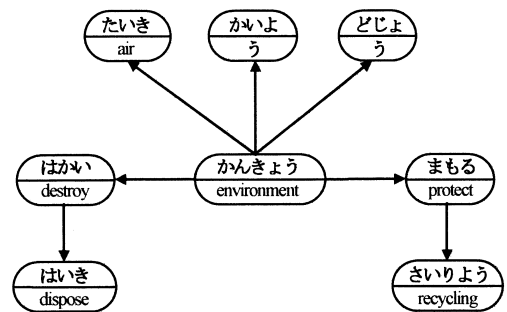 たいき
air
かいよ
う
どじょ
う
はかい
destroy
かんきょう
environment
まもる
protect
はいき
dispose
さいりよう
recycling